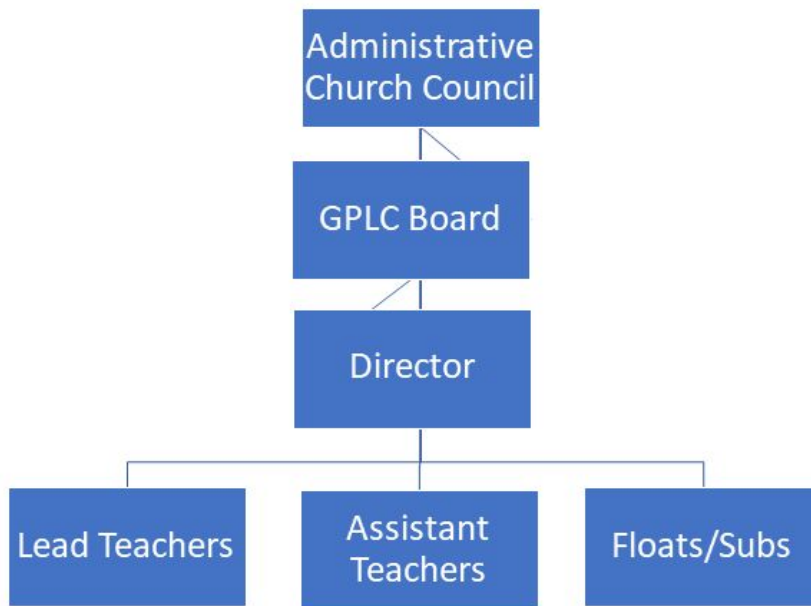 Administrative
Church Council
GPLC Board
Director
Lead Teachers
Assistant
Teachers
Floats/Subs